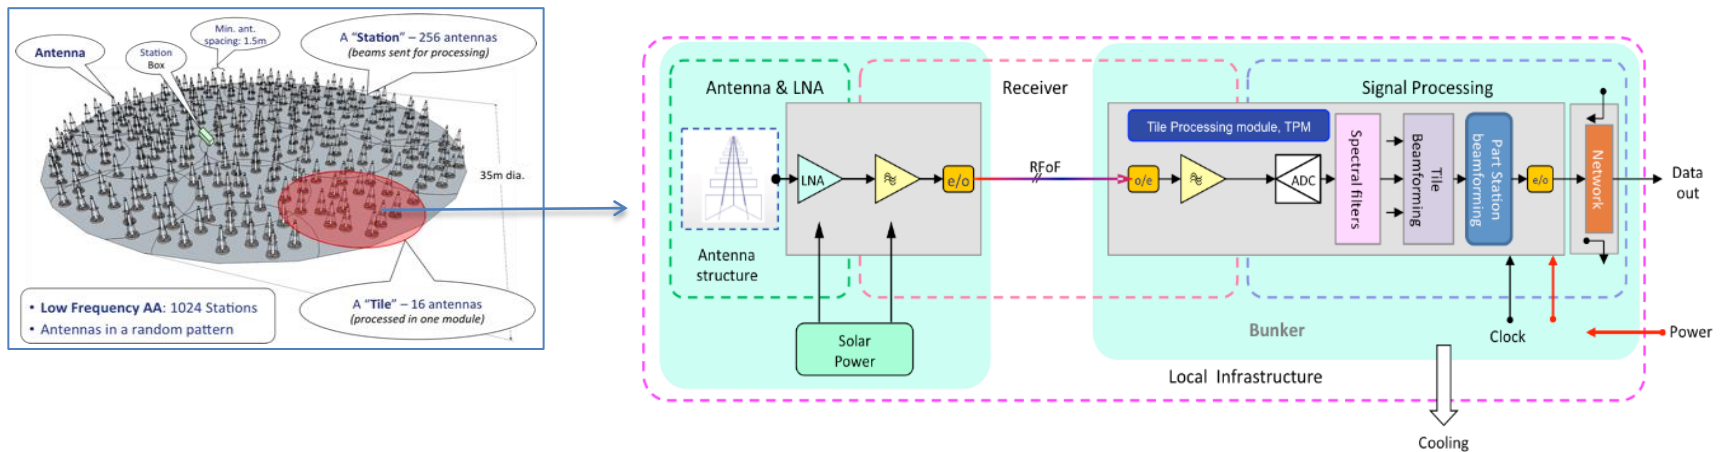 Antenna
Station
Box
Min. ant.
spacing: 1.5m
A “Station” – 256 antennas
(beams sent for processing)
35m dia.
• Low Frequency AA: 1024 Stations
• Antennas in a random pattern
A “Tile” – 16 antennas
(processed in one module)
Antenna & LNA
Receiver
Signal Processing
Tile Processing module, TPM
LNA
e/o
RFoF
o/e
ADC
Spectral filters
Tile
Beamforming
Part Station
beamforming
e/o
Network
Data
out
Antenna
structure
Solar
Power
Bunker
Clock
Power
Local Infrastructure
Cooling